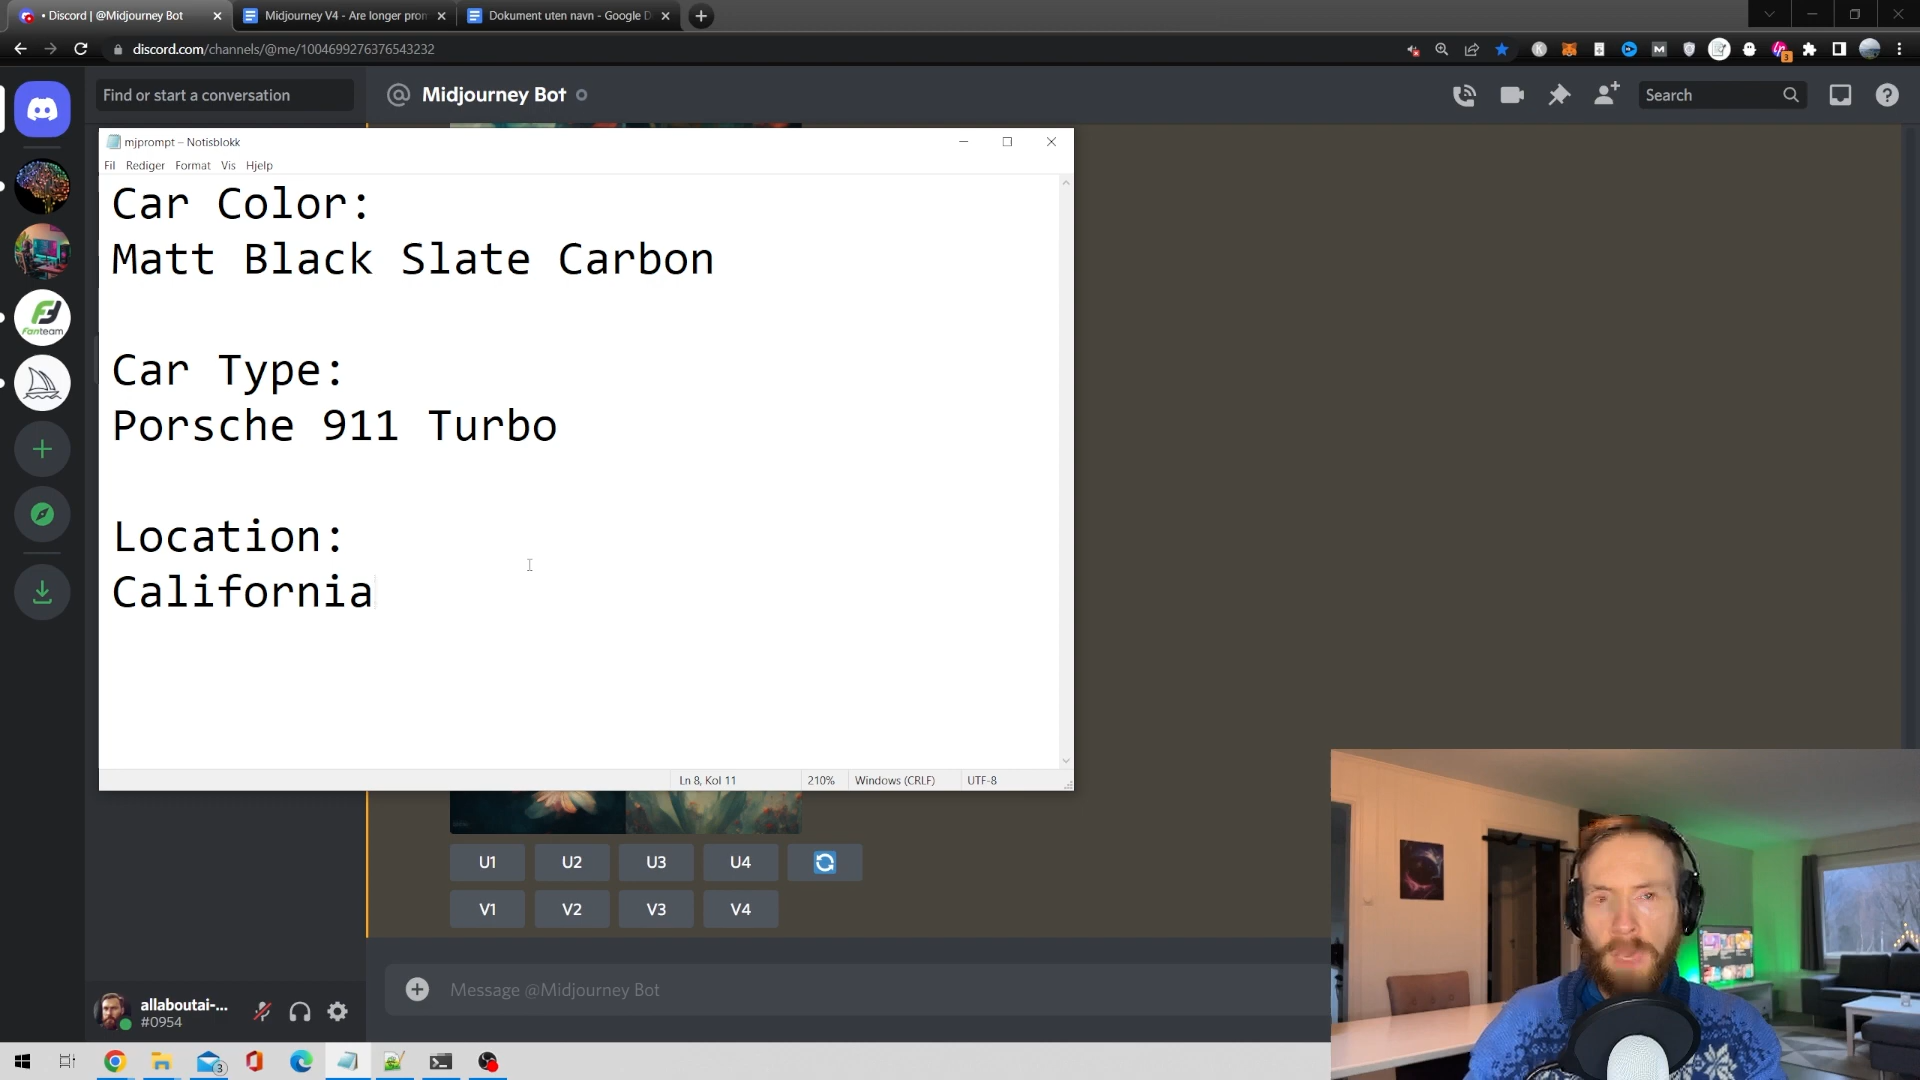 • Discord | @Midjourney Bot
Midjourney V4 - Are longer pron
Dokument uten navn - Google D
discord.com/channels/@me/1004699276376543232
3
Find or start a conversation
Midjourney Bot
Search
mjprompt – Notisblokk
Fil Rediger Format Vis Hjelp
Car Color:
Matt Black Slate Carbon
Car Type:
Porsche 911 Turbo
Location:
California
Ln 8, Kol 11
210%
Windows (CRLF)
UTF-8
Fanteam
U1 U2 U3 U4
V1 V2 V3 V4
Message @Midjourney Bot
allaboutai-...
#0954
3